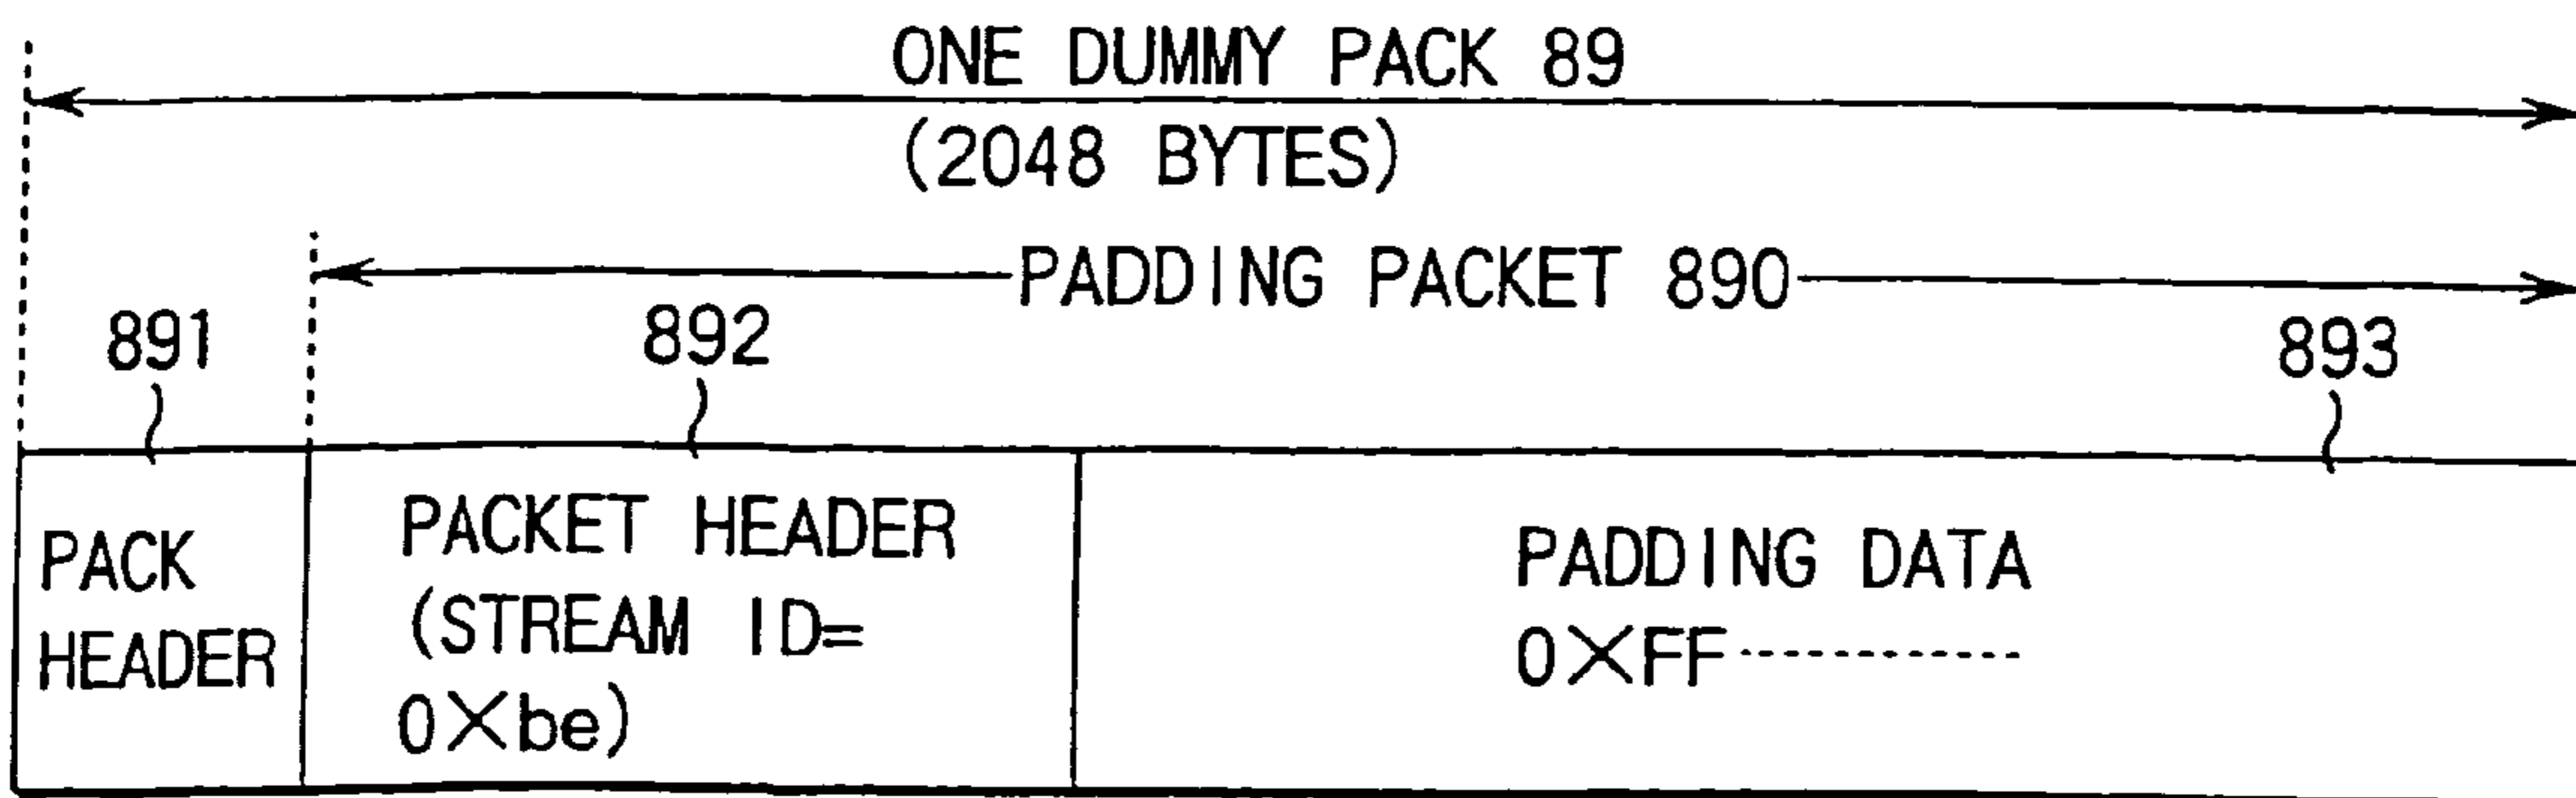 ONE DUMMY PACK 89
(2048 BYTES)
PADDING PACKET 890
891
892
893
PACK
HEADER
PACKET HEADER
(STREAM ID=
0×be)
PADDING DATA
0×FF-----------